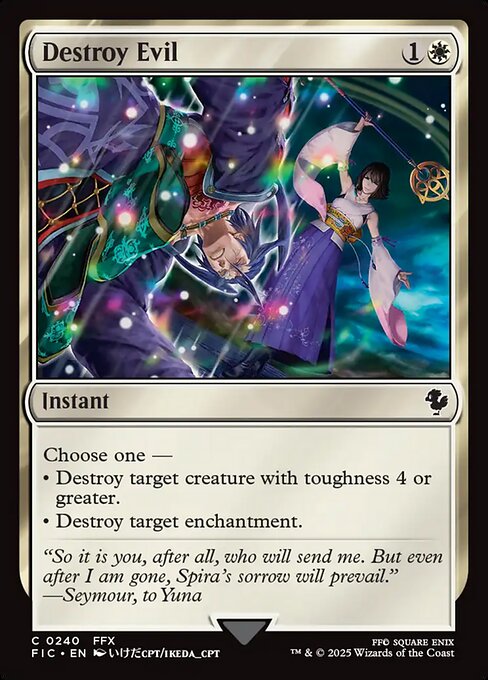 Destroy Evil 1
Instant
Choose one —
• Destroy target creature with toughness 4 or
greater.
• Destroy target enchantment.
“So it is you, after all, who will send me. But even
after I am gone, Spira’s sorrow will prevail.”
—Seymour, to Yuna
C 0240 FFX
FIC • EN いけだCPT/IKEDA_CPT
FF© SQUARE ENIX
™ & © 2025 Wizards of the Coast